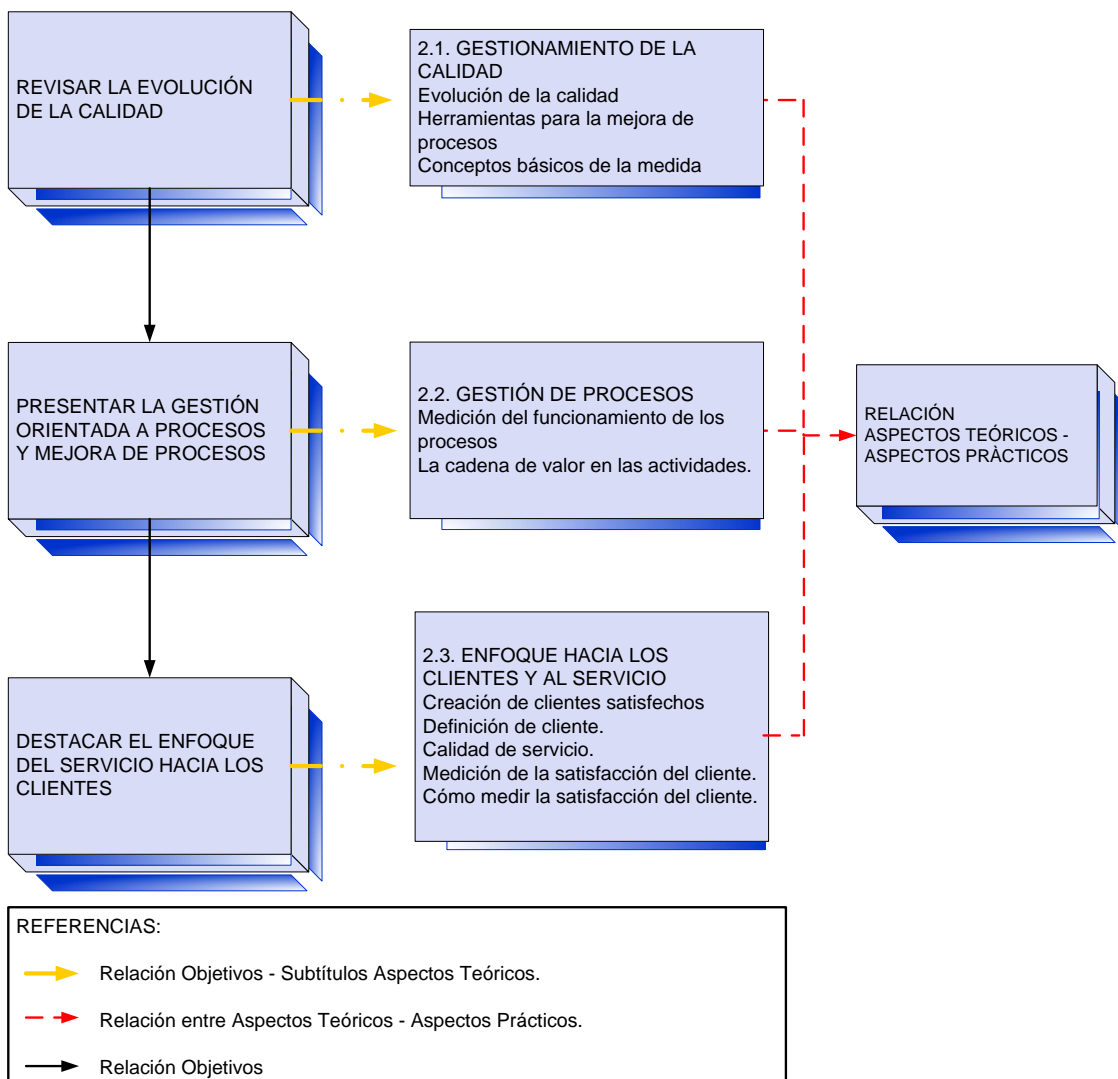 REVISAR LA EVOLUCIÓN
DE LA CALIDAD
2.1. GESTIONAMIENTO DE LA
CALIDAD
Evolución de la calidad
Herramientas para la mejora de
procesos
Conceptos básicos de la medida
PRESENTAR LA GESTIÓN
ORIENTADA A PROCESOS
Y MEJORA DE PROCESOS
2.2. GESTIÓN DE PROCESOS
Medición del funcionamiento de los
procesos
La cadena de valor en las actividades.
RELACIÓN
ASPECTOS TEÓRICOS -
ASPECTOS PRÀCTICOS
DESTACAR EL ENFOQUE
DEL SERVICIO HACIA LOS
CLIENTES
2.3. ENFOQUE HACIA LOS
CLIENTES Y AL SERVICIO
Creación de clientes satisfechos
Definición de cliente.
Calidad de servicio.
Medición de la satisfacción del cliente.
Cómo medir la satisfacción del cliente.
REFERENCIAS:
Relación Objetivos - Subtítulos Aspectos Teóricos.
Relación entre Aspectos Teóricos - Aspectos Prácticos.
Relación Objetivos